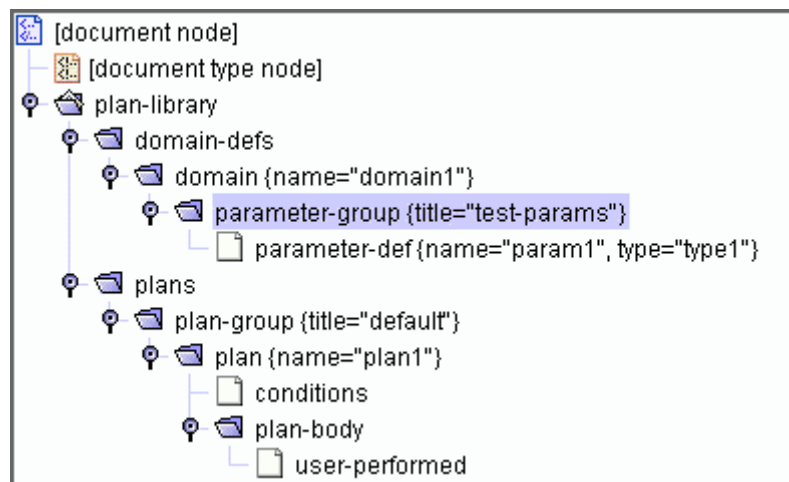 [document node]
[document type node]
plan-library
domain-defs
domain {name="domain1"}
parameter-group {title="test-params"}
parameter-def {name="param1", type="type1"}
plans
plan-group {title="default"}
plan {name="plan1"}
conditions
plan-body
user-performed